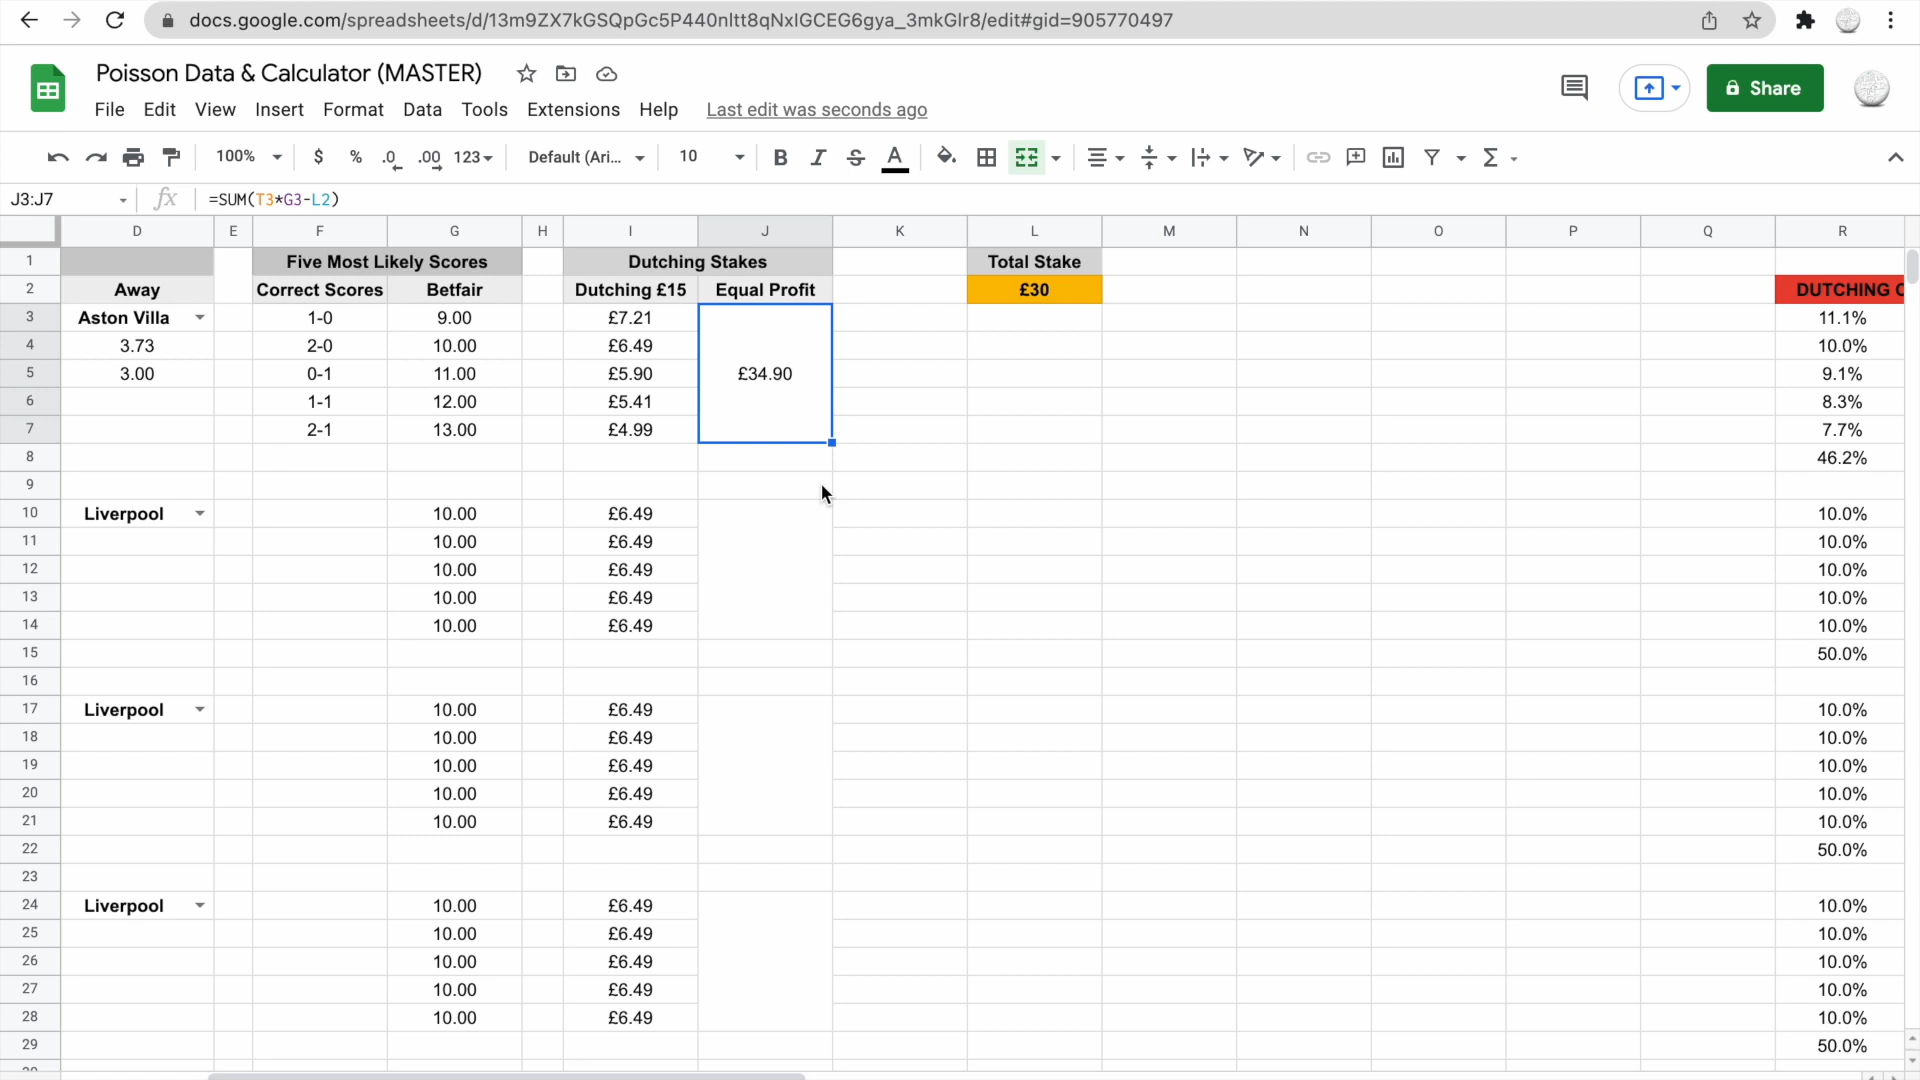 docs.google.com/spreadsheets/d/13m9ZX7kGSQpGc5P440nltt8qNxIGCEG6gya_3mkGlr8/edit#gid=905770497
Poisson Data & Calculator (MASTER)
File Edit View Insert Format Data Tools Extensions Help Last edit was seconds ago
Share
100% $ % .0 .00 123 Default (Ari... 10 B I S A
J3:J7 fx =SUM(T3*G3-L2)
D E F G H I J K L M N O P Q R
1 Five Most Likely Scores Dutching Stakes Total Stake
2 Away Correct Scores Betfair Dutching £15 Equal Profit £30 DUTCHING
3 Aston Villa 1-0 9.00 £7.21 11.1%
4 3.73 2-0 10.00 £6.49 10.0%
5 3.00 0-1 11.00 £5.90 £34.90 9.1%
6 1-1 12.00 £5.41 8.3%
7 2-1 13.00 £4.99 7.7%
8 46.2%
9
10 Liverpool 10.00 £6.49 10.0%
11 10.00 £6.49 10.0%
12 10.00 £6.49 10.0%
13 10.00 £6.49 10.0%
14 10.00 £6.49 10.0%
15 50.0%
16
17 Liverpool 10.00 £6.49 10.0%
18 10.00 £6.49 10.0%
19 10.00 £6.49 10.0%
20 10.00 £6.49 10.0%
21 10.00 £6.49 10.0%
22 50.0%
23
24 Liverpool 10.00 £6.49 10.0%
25 10.00 £6.49 10.0%
26 10.00 £6.49 10.0%
27 10.00 £6.49 10.0%
28 10.00 £6.49 10.0%
29 50.0%